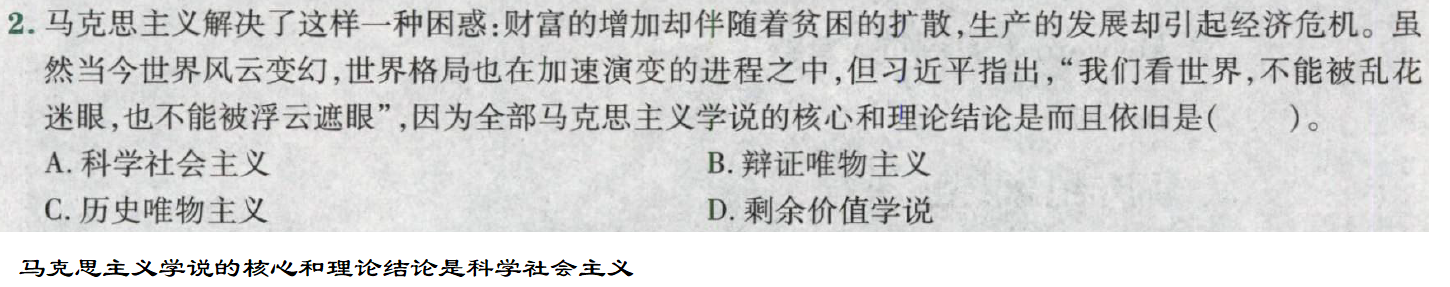 2. 马克思主义解决了这样一种困惑:财富的增加却伴随着贫困的扩散,生产的发展却引起经济危机。虽
然当今世界风云变幻,世界格局也在加速演变的进程之中,但习近平指出,“我们看世界,不能被乱花
迷眼,也不能被浮云遮眼”,因为全部马克思主义学说的核心和理论结论是而且依旧是(  )。
A. 科学社会主义 B. 辩证唯物主义
C. 历史唯物主义 D. 剩余价值学说
马克思主义学说的核心和理论结论是科学社会主义